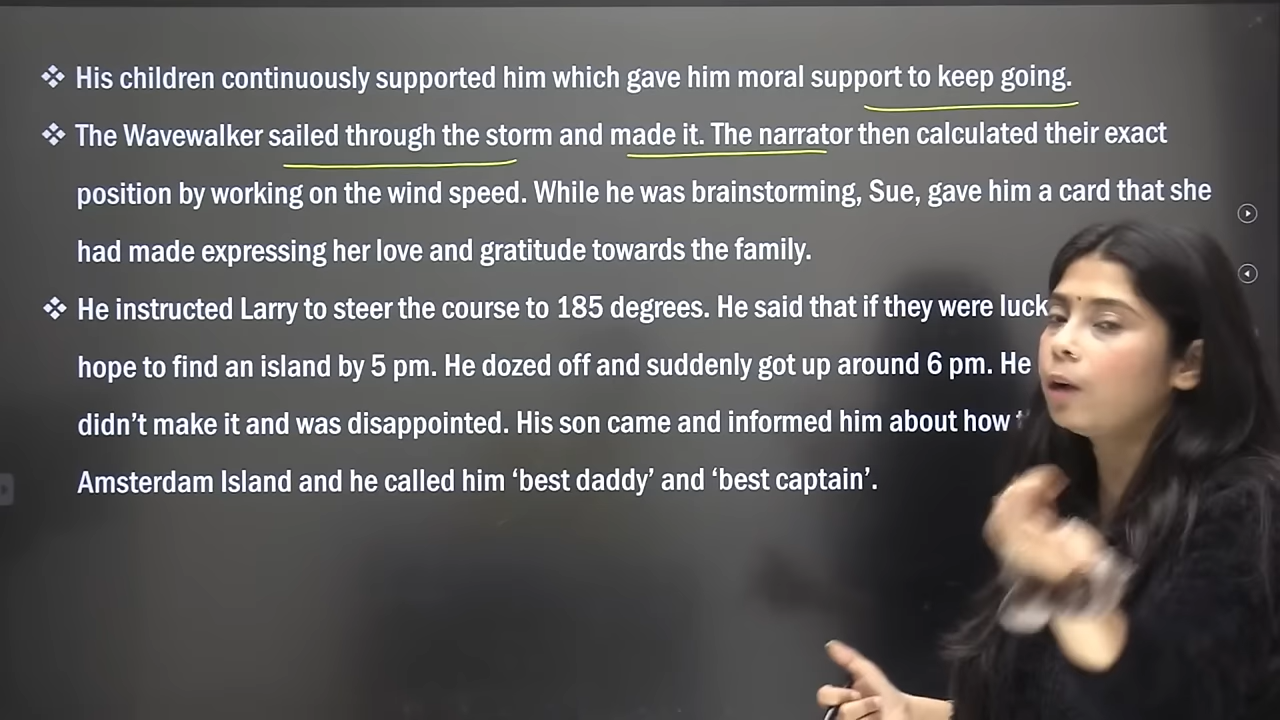 ❖ His children continuously supported him which gave him moral support to keep going.
❖ The Wavewalker sailed through the storm and made it. The narrator then calculated their exact
position by working on the wind speed. While he was brainstorming, Sue, gave him a card that she
had made expressing her love and gratitude towards the family.
❖ He instructed Larry to steer the course to 185 degrees. He said that if they were
hope to find an island by 5 pm. He dozed off and suddenly got up around 6 pm. He
didn't make it and was disappointed. His son came and informed him about how
Amsterdam Island and he called him 'best daddy' and 'best captain'.